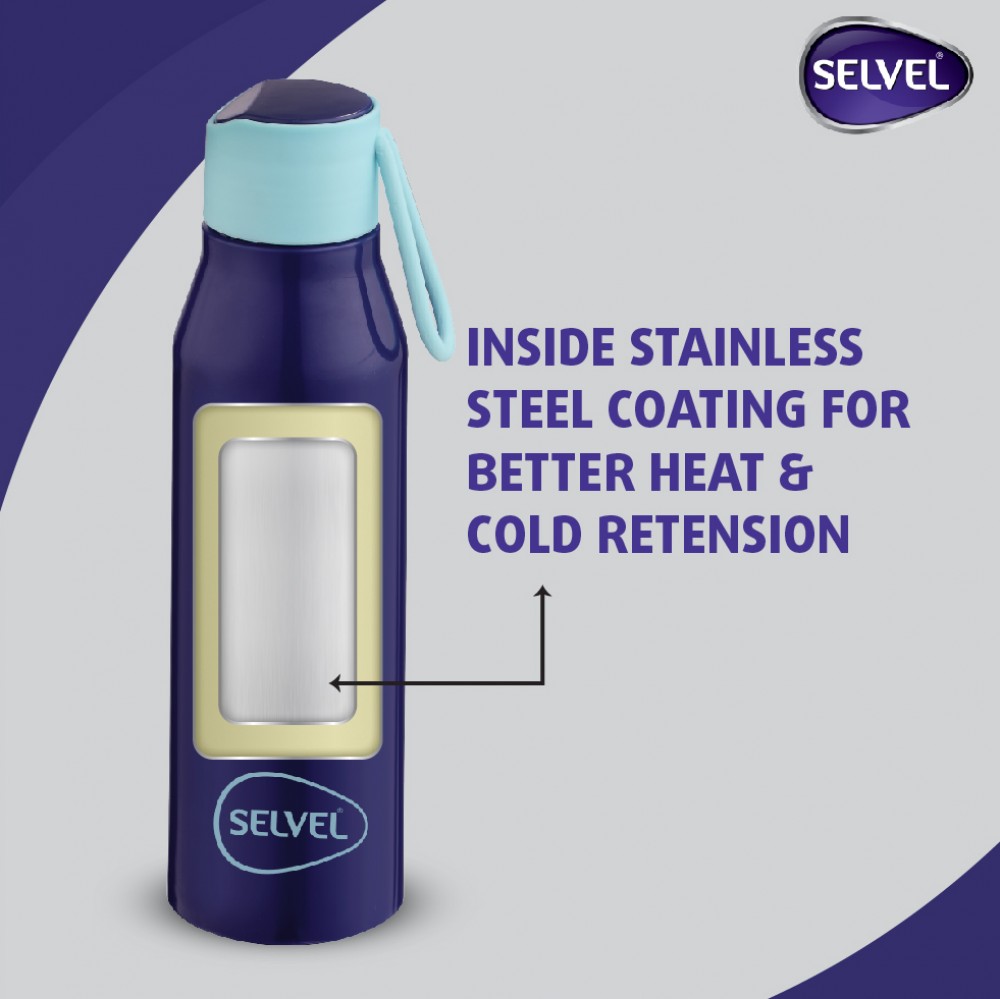 SELVEL®
INSIDE STAINLESS
STEEL COATING FOR
BETTER HEAT &
COLD RETENSION
SELVEL®